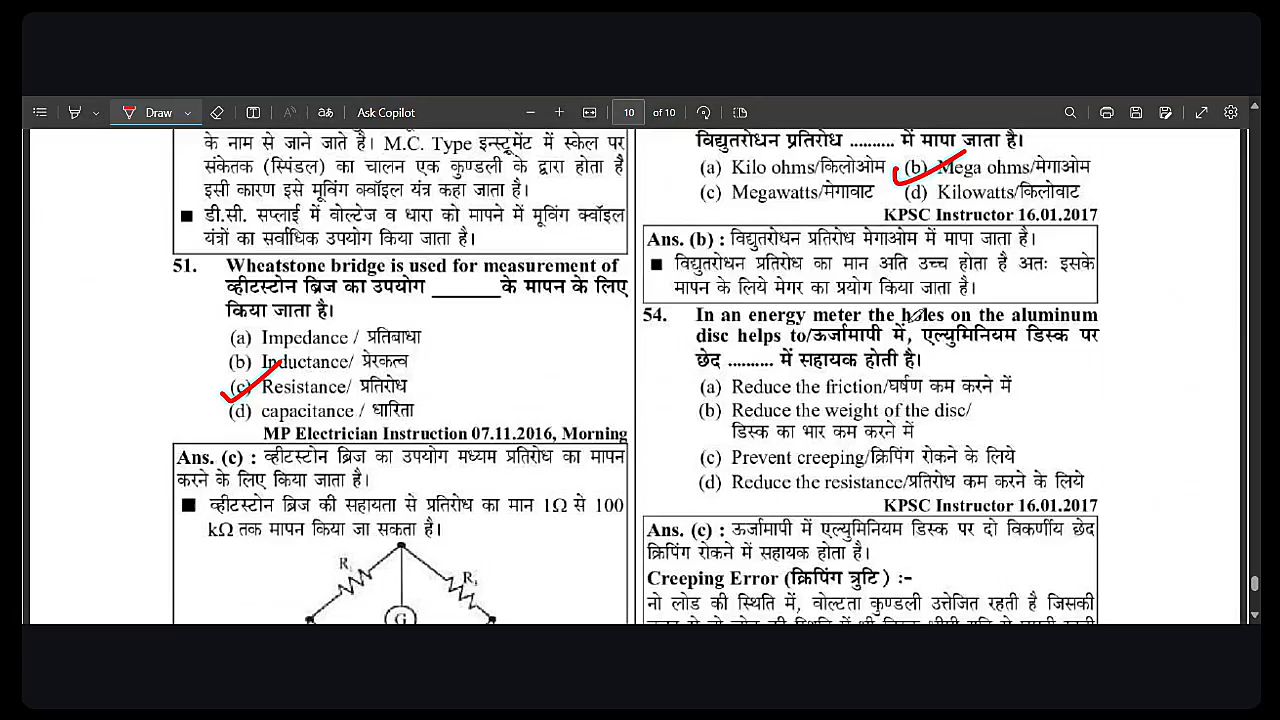 Draw
Ask Copilot
10 of 10
के नाम से जाने जाते है। M.C. Type इन्स्ट्रूमेंट में स्केल पर
संकेतक (स्पिंडल) का चालन एक कुण्डली के द्वारा होता है
इसी कारण इसे मूविंग क्वॉइल यंत्र कहा जाता है।
■ डी.सी. सप्लाई में वोल्टेज व धारा को मापने में मूविंग क्वॉइल
यंत्रों का सर्वाधिक उपयोग किया जाता है।
51. Wheatstone bridge is used for measurement of
व्हीटस्टोन ब्रिज का उपयोग _______के मापन के लिए
किया जाता है।
(a) Impedance / प्रतिबाधा
(b) Inductance/ प्रेरकत्व
(c) Resistance/ प्रतिरोध
(d) capacitance / धारिता
MP Electrician Instruction 07.11.2016, Morning
Ans. (c) : व्हीटस्टोन ब्रिज का उपयोग मध्यम प्रतिरोध का मापन
करने के लिए किया जाता है।
■ व्हीटस्टोन ब्रिज की सहायता से प्रतिरोध का मान 1Ω से 100
kΩ तक मापन किया जा सकता है।
G
विद्युतरोधन प्रतिरोध .......... में मापा जाता है।
(a) Kilo ohms/किलोओम (b) Mega ohms/मेगाओम
(c) Megawatts/मेगावाट (d) Kilowatts/किलोवाट
KPSC Instructor 16.01.2017
Ans. (b) : विद्युतरोधन प्रतिरोध मेगाओम में मापा जाता है।
■ विद्युतरोधन प्रतिरोध का मान अति उच्च होता है अतः इसके
मापन के लिये मेगर का प्रयोग किया जाता है।
54. In an energy meter the holes on the aluminum
disc helps to/ऊर्जामापी में, एल्युमिनियम डिस्क पर
छेद .......... में सहायक होती है।
(a) Reduce the friction/घर्षण कम करने में
(b) Reduce the weight of the disc/
डिस्क का भार कम करने में
(c) Prevent creeping/क्रिपिंग रोकने के लिये
(d) Reduce the resistance/प्रतिरोध कम करने के लिये
KPSC Instructor 16.01.2017
Ans. (c) : ऊर्जामापी में एल्युमिनियम डिस्क पर दो विकर्णीय छेद
क्रिपिंग रोकने में सहायक होता है।
Creeping Error (क्रिपिंग त्रुटि) :-
नो लोड की स्थिति में, वोल्टता कुण्डली उत्तेजित रहती है जिसकी